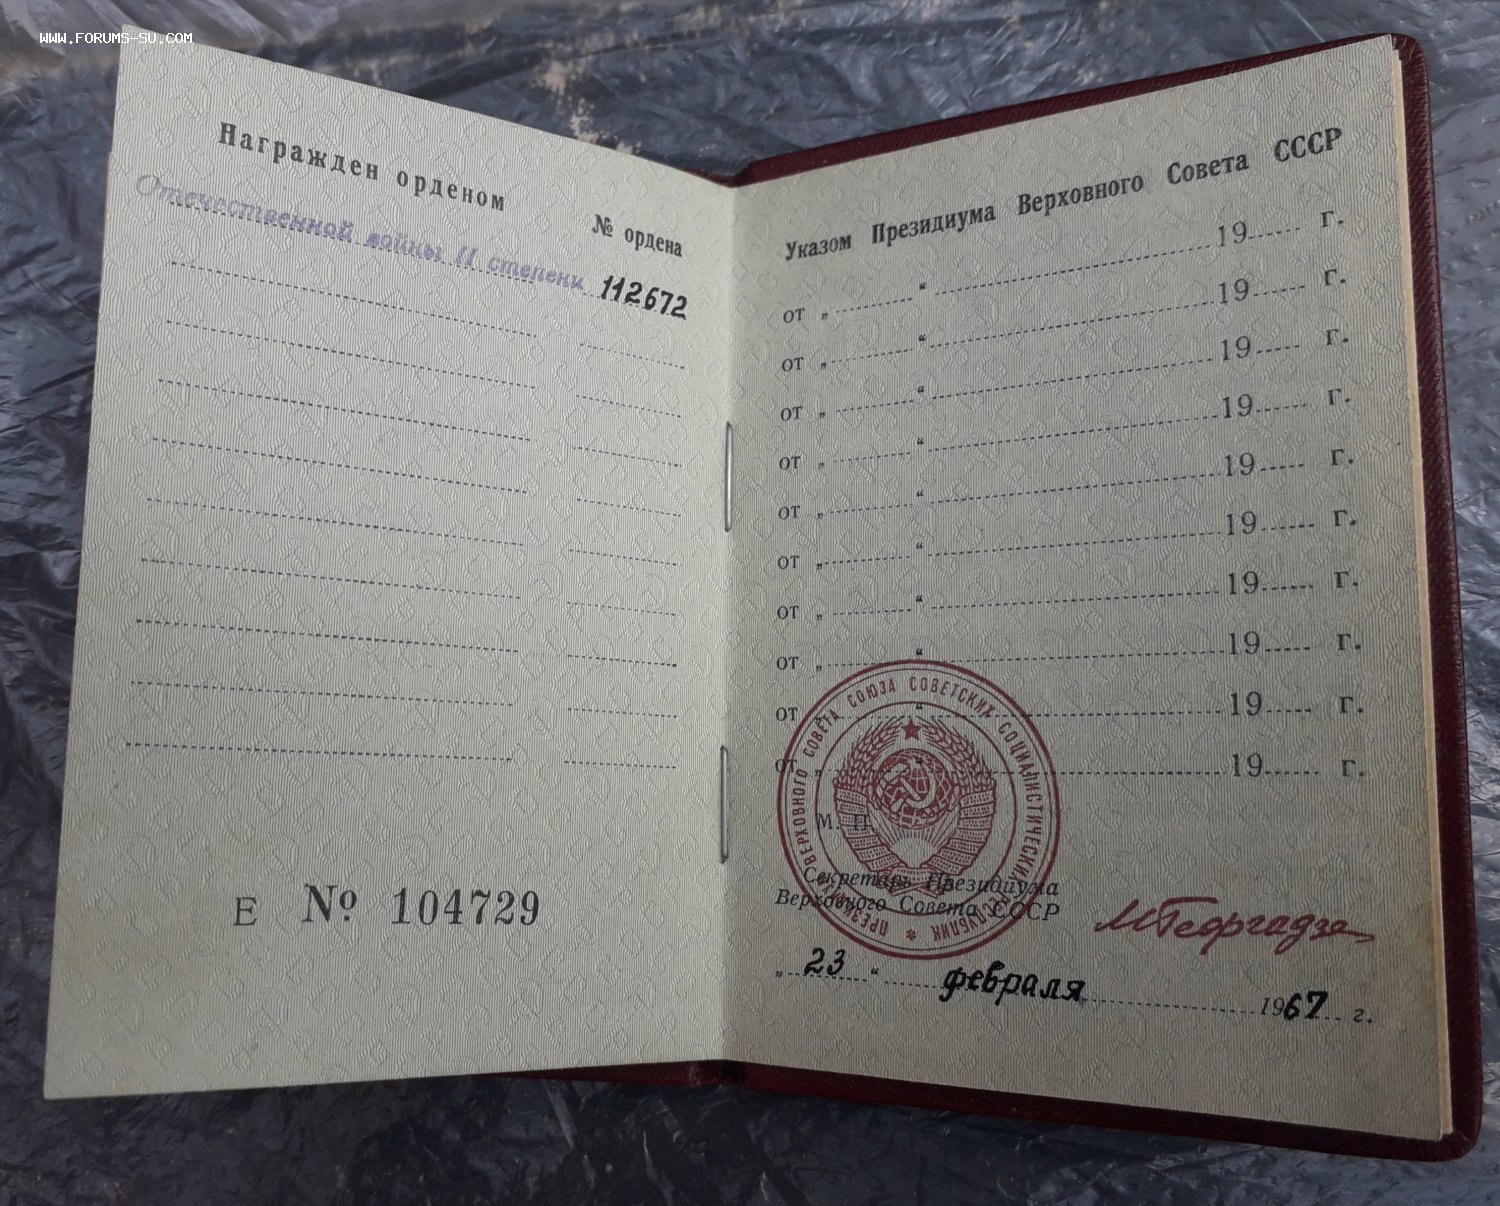 WWW.FORUMS-SU.COM
Награжден орденом
№ ордена
Отечественной войны II степени 112672
Е № 104729
Указом Президиума Верховного Совета СССР
от „ “ 19 г.
от „ “ 19 г.
от „ “ 19 г.
от „ “ 19 г.
от „ “ 19 г.
от „ “ 19 г.
от „ “ 19 г.
от „ “ 19 г.
от „ “ 19 г.
от „ “ 19 г.
ПРЕЗИДИУМ ВЕРХОВНОГО СОВЕТА СОЮЗА СОВЕТСКИХ СОЦИАЛИСТИЧЕСКИХ РЕСПУБЛИК
М. П.
Секретарь Президиума
Верховного Совета СССР
МГеоргадзе
„ 23 “ февраля 1967 г.